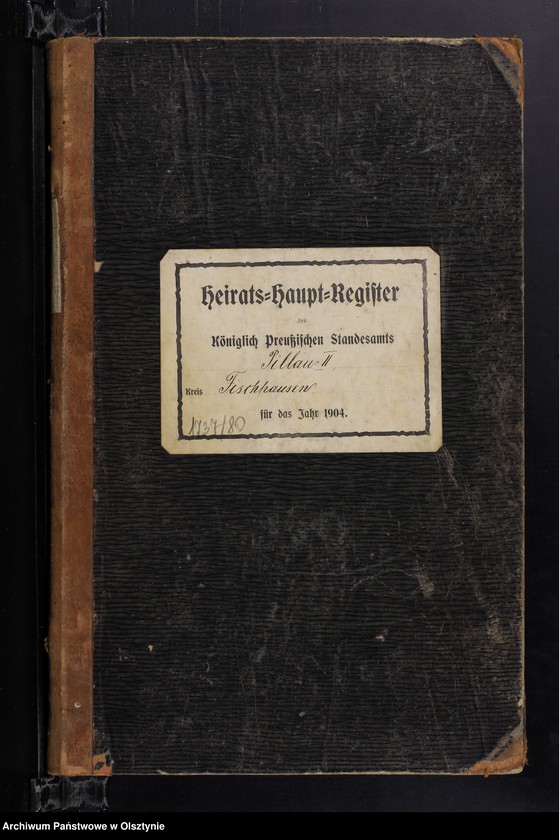 Heirats-Haupt-Register
des
Königlich Preußischen Standesamts
Pillau II
Kreis Fischhausen
für das Jahr 1904.
1737/80
Archiwum Państwowe w Olsztynie